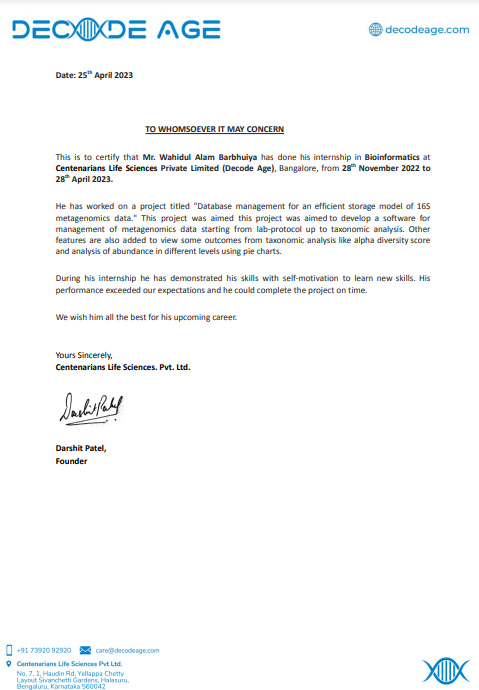 DECODE AGE
decodeage.com
Date: 25th April 2023
TO WHOMSOEVER IT MAY CONCERN
This is to certify that Mr. Wahidul Alam Barbhuiya has done his internship in Bioinformatics at
Centenarians Life Sciences Private Limited (Decode Age), Bangalore, from 28th November 2022 to
28th April 2023.
He has worked on a project titled "Database management for an efficient storage model of 16S
metagenomics data." This project was aimed this project was aimed to develop a software for
management of metagenomics data starting from lab-protocol up to taxonomic analysis. Other
features are also added to view some outcomes from taxonomic analysis like alpha diversity score
and analysis of abundance in different levels using pie charts.
During his internship he has demonstrated his skills with self-motivation to learn new skills. His
performance exceeded our expectations and he could complete the project on time.
We wish him all the best for his upcoming career.
Yours Sincerely,
Centenarians Life Sciences. Pvt. Ltd.
Darshit Patel
Darshit Patel,
Founder
+91 73920 92920 care@decodeage.com
Centenarians Life Sciences Pvt Ltd,
No. 7, 1, Haudin Rd, Yellappa Chetty
Layout Sivanchetti Gardens, Halasuru,
Bengaluru, Karnataka 560042